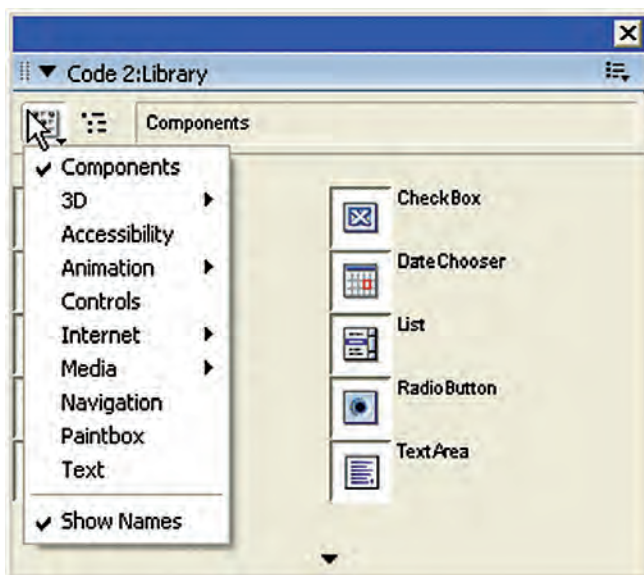 Code 2:Library
Components
Components
3D
Accessibility
Animation
Controls
Internet
Media
Navigation
Paintbox
Text
Show Names
CheckBox
DateChooser
List
RadioButton
TextArea